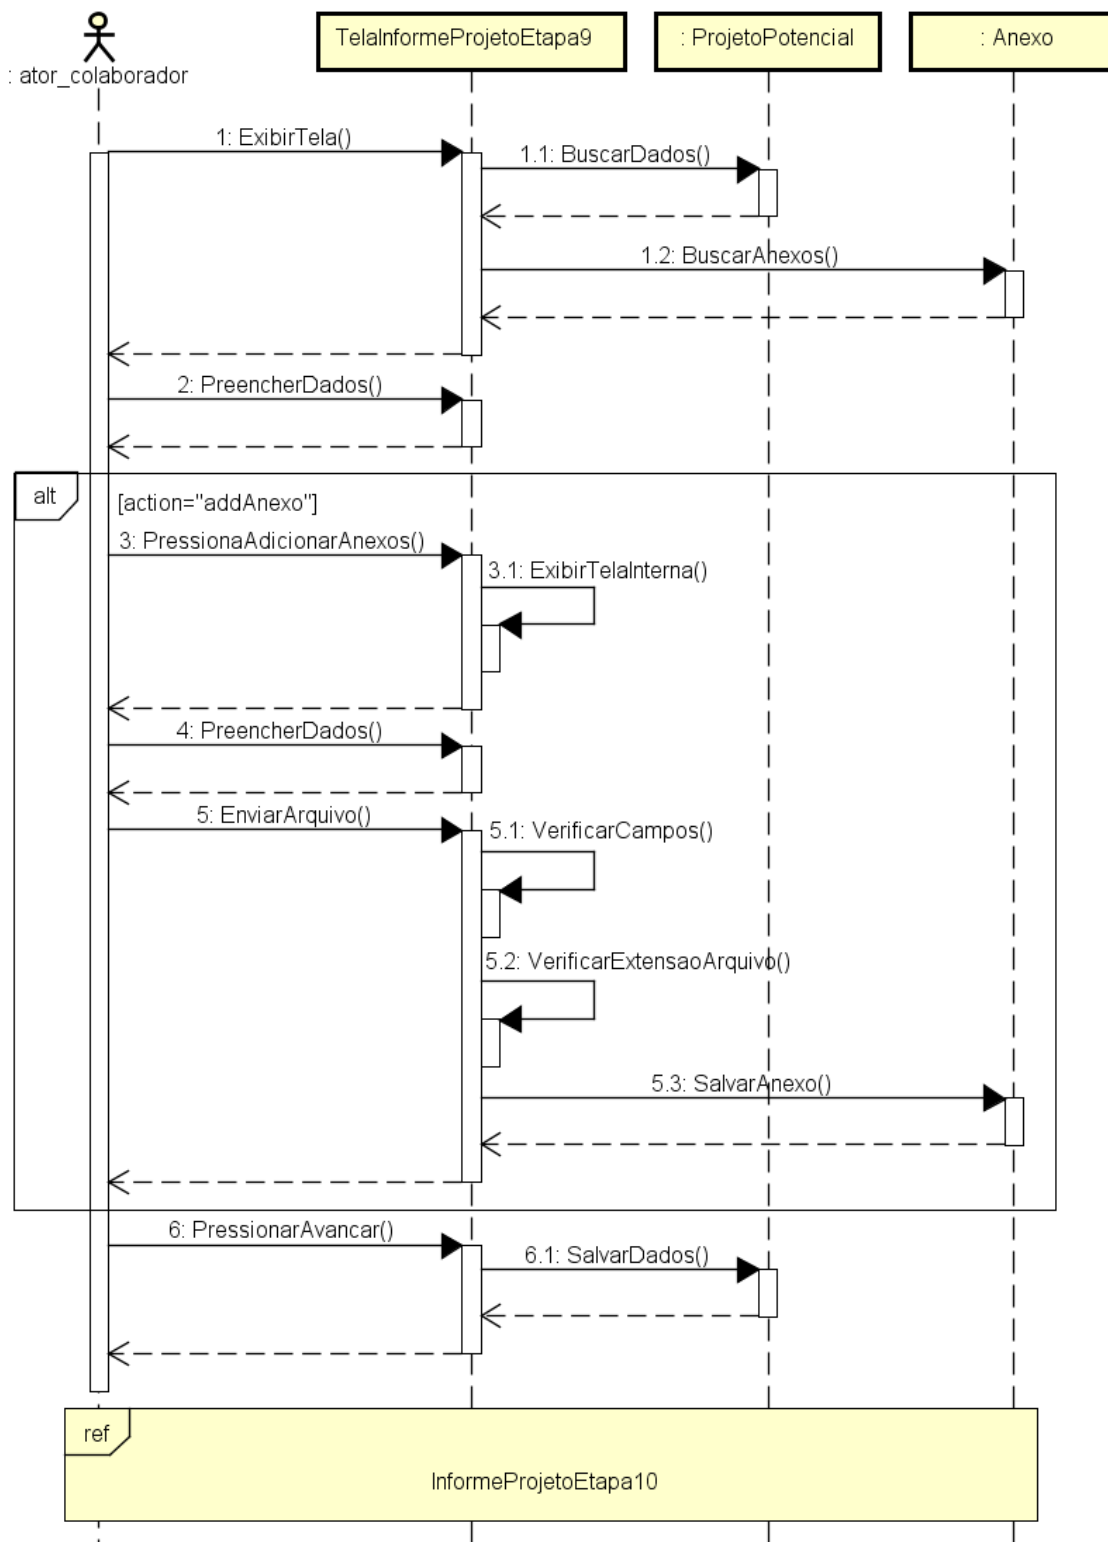 : ator_colaborador
TelaInformeProjetoEtapa9
: ProjetoPotencial
: Anexo
1: ExibirTela()
1.1: BuscarDados()
1.2: BuscarAnexos()
2: PreencherDados()
alt
[action="addAnexo"]
3: PressionaAdicionarAnexos()
3.1: ExibirTelaInterna()
4: PreencherDados()
5: EnviarArquivo()
5.1: VerificarCampos()
5.2: VerificarExtensaoArquivo()
5.3: SalvarAnexo()
6: PressionarAvancar()
6.1: SalvarDados()
ref
InformeProjetoEtapa10